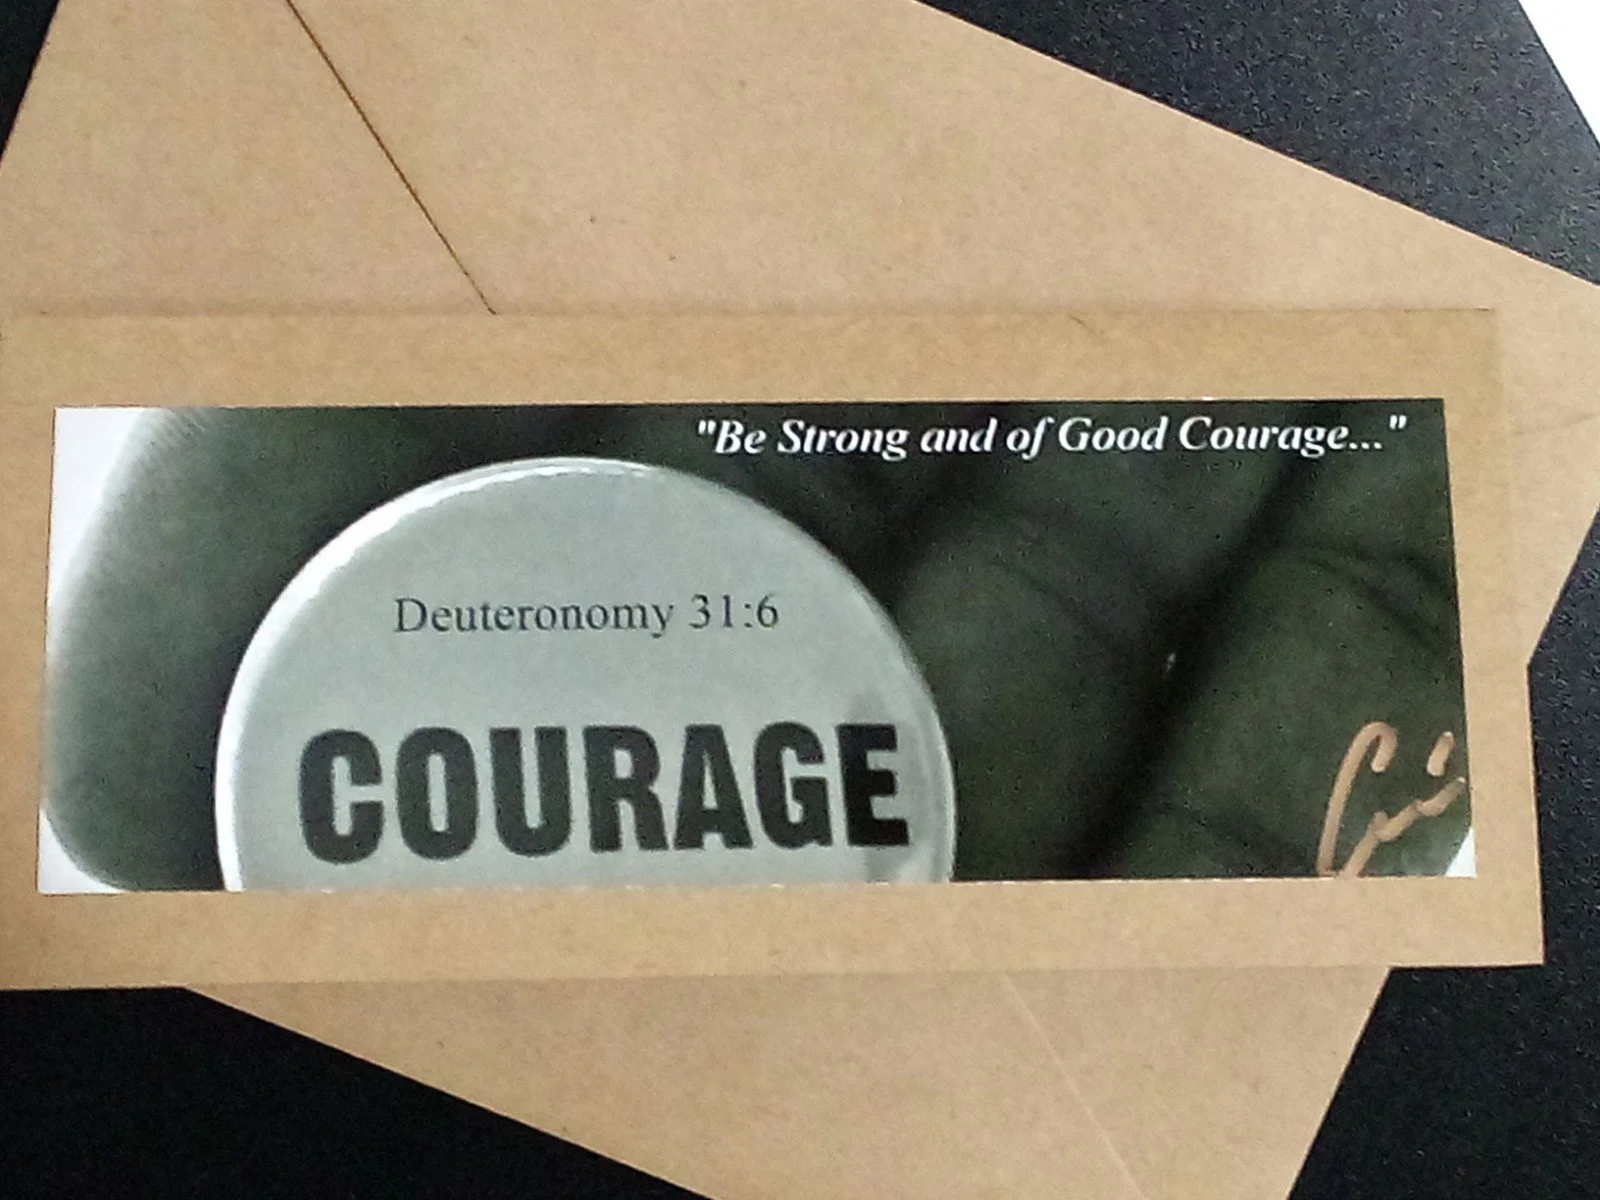 "Be Strong and of Good Courage..."
Deuteronomy 31:6
COURAGE